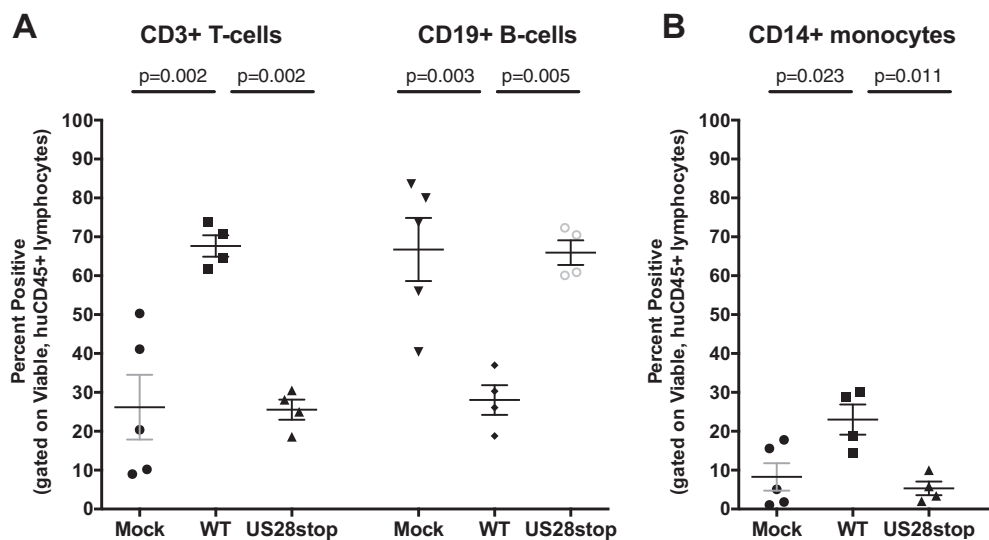 A
CD3+ T-cells
CD19+ B-cells
p=0.002
p=0.002
p=0.003
p=0.005
Percent Positive
(gated on Viable, huCD45+ lymphocytes)
100
90
80
70
60
50
40
30
20
10
0
Mock
WT
US28stop
Mock
WT
US28stop
B
CD14+ monocytes
p=0.023
p=0.011
Percent Positive
(gated on Viable, huCD45+ lymphocytes)
100
90
80
70
60
50
40
30
20
10
0
Mock
WT
US28stop